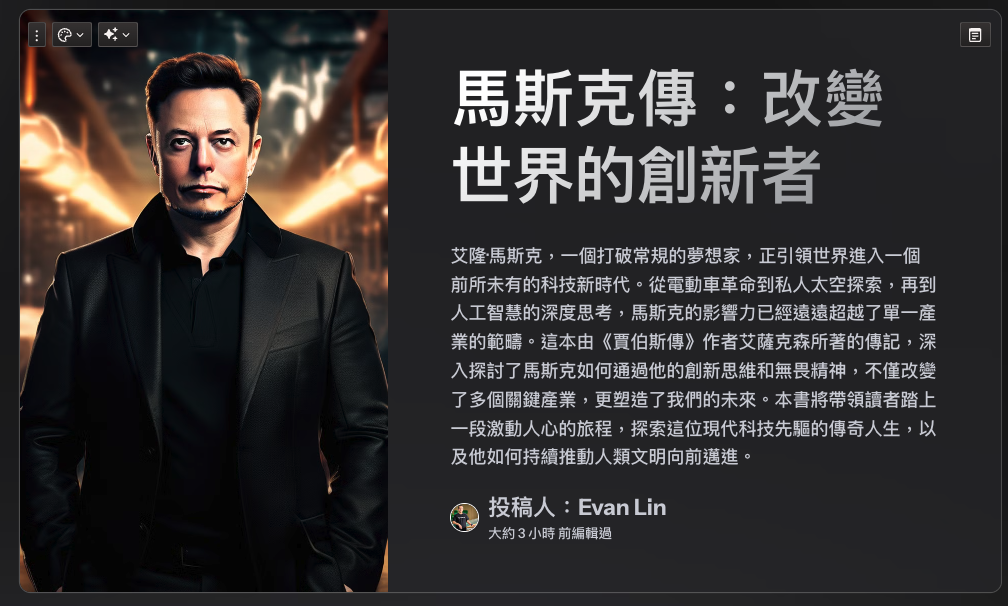 馬斯克傳：改變
世界的創新者
艾隆·馬斯克，一個打破常規的夢想家，正引領世界進入一個
前所未有的科技新時代。從電動車革命到私人太空探索，再到
人工智慧的深度思考，馬斯克的影響力已經遠遠超越了單一產
業的範疇。這本由《賈伯斯傳》作者艾薩克森所著的傳記，深
入探討了馬斯克如何通過他的創新思維和無畏精神，不僅改變
了多個關鍵產業，更塑造了我們的未來。本書將帶領讀者踏上
一段激動人心的旅程，探索這位現代科技先驅的傳奇人生，以
及他如何持續推動人類文明向前邁進。
投稿人：Evan Lin
大約 3 小時 前編輯過